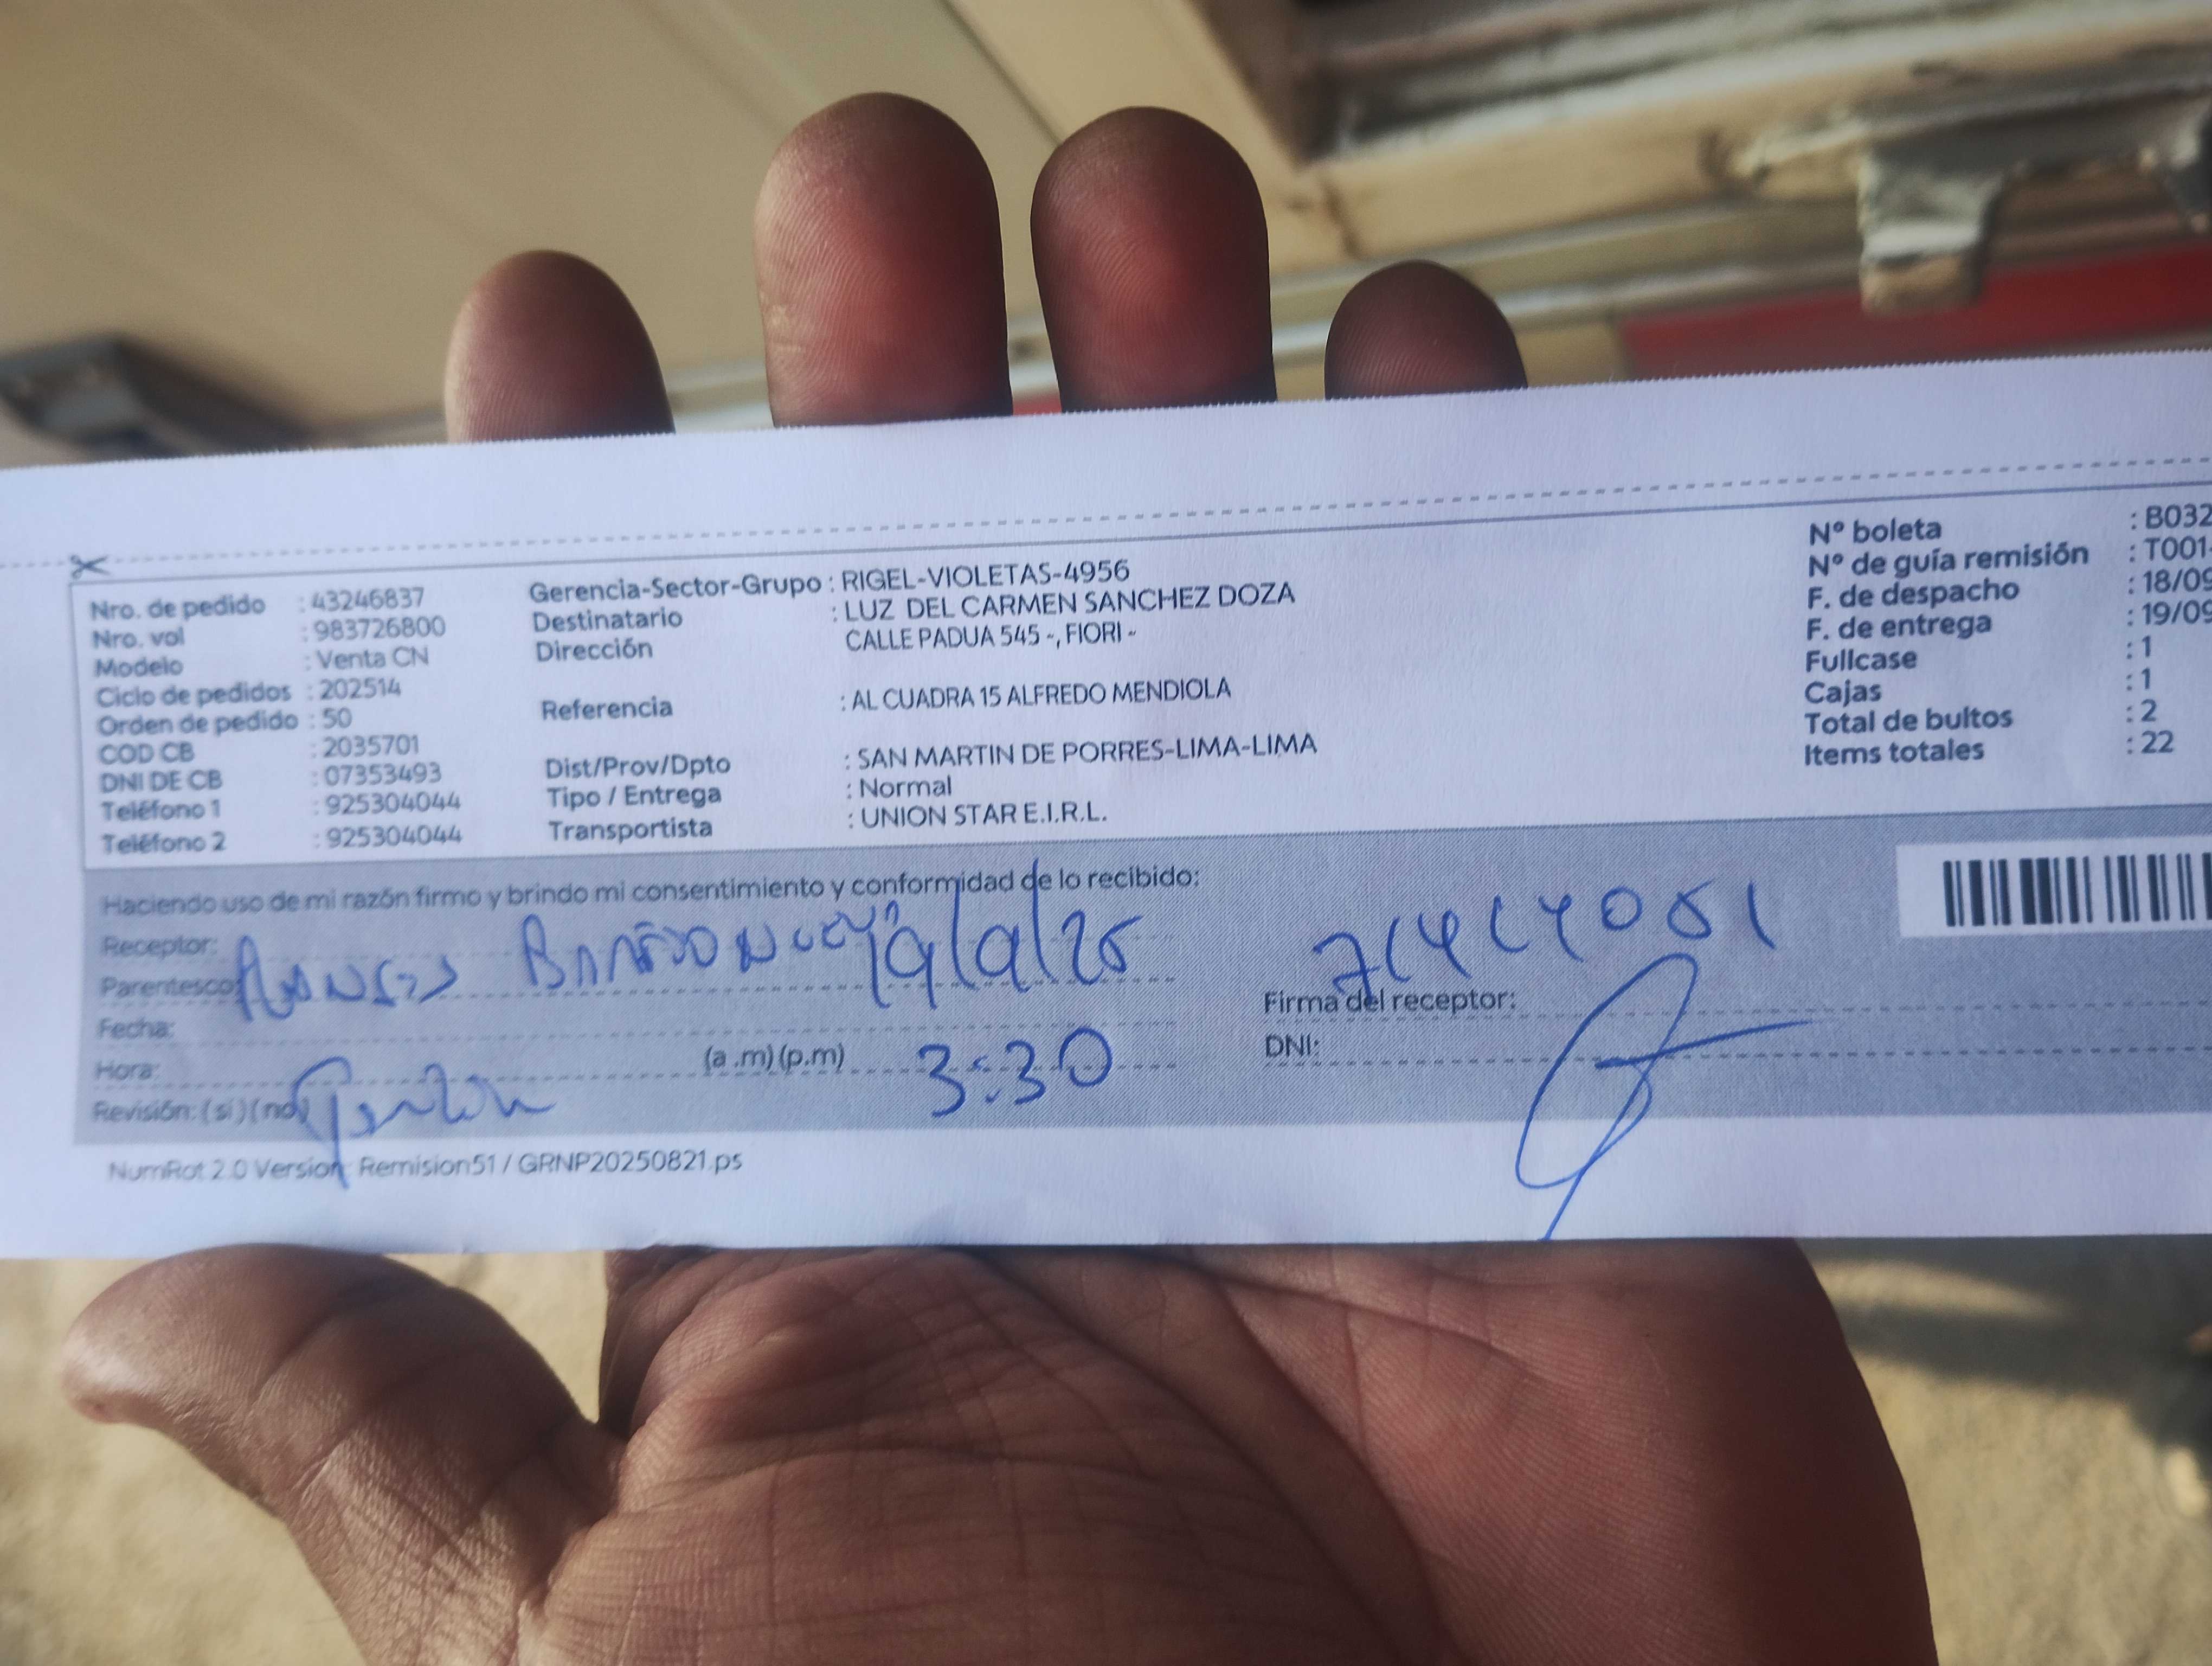 Nro. de pedido : 43246837
Nro. vol : 983726800
Modelo : Venta CN
Ciclo de pedidos : 202514
Orden de pedido : 50
COD CB : 2035701
DNI DE CB : 07353493
Teléfono 1 : 925304044
Teléfono 2 : 925304044
Gerencia-Sector-Grupo : RIGEL-VIOLETAS-4956
Destinatario : LUZ DEL CARMEN SANCHEZ DOZA
Dirección CALLE PADUA 545 -, FIORI -
Referencia : AL CUADRA 15 ALFREDO MENDIOLA
Dist/Prov/Dpto : SAN MARTIN DE PORRES-LIMA-LIMA
Tipo / Entrega : Normal
Transportista : UNION STAR E.I.R.L.
N° boleta : B032
N° de guía remisión : T001-
F. de despacho : 18/09
F. de entrega : 19/09
Fullcase : 1
Cajas : 1
Total de bultos : 2
Items totales : 22
Haciendo uso de mi razón firmo y brindo mi consentimiento y conformidad de lo recibido:
Receptor:
Parentesco: 19/9/25
Fecha:
Hora: (a .m) (p.m) 3:30
Revisión: ( si ) ( no )
Firma del receptor:
DNI:
NumRot 2.0 Version: Remision51 / GRNP20250821.ps